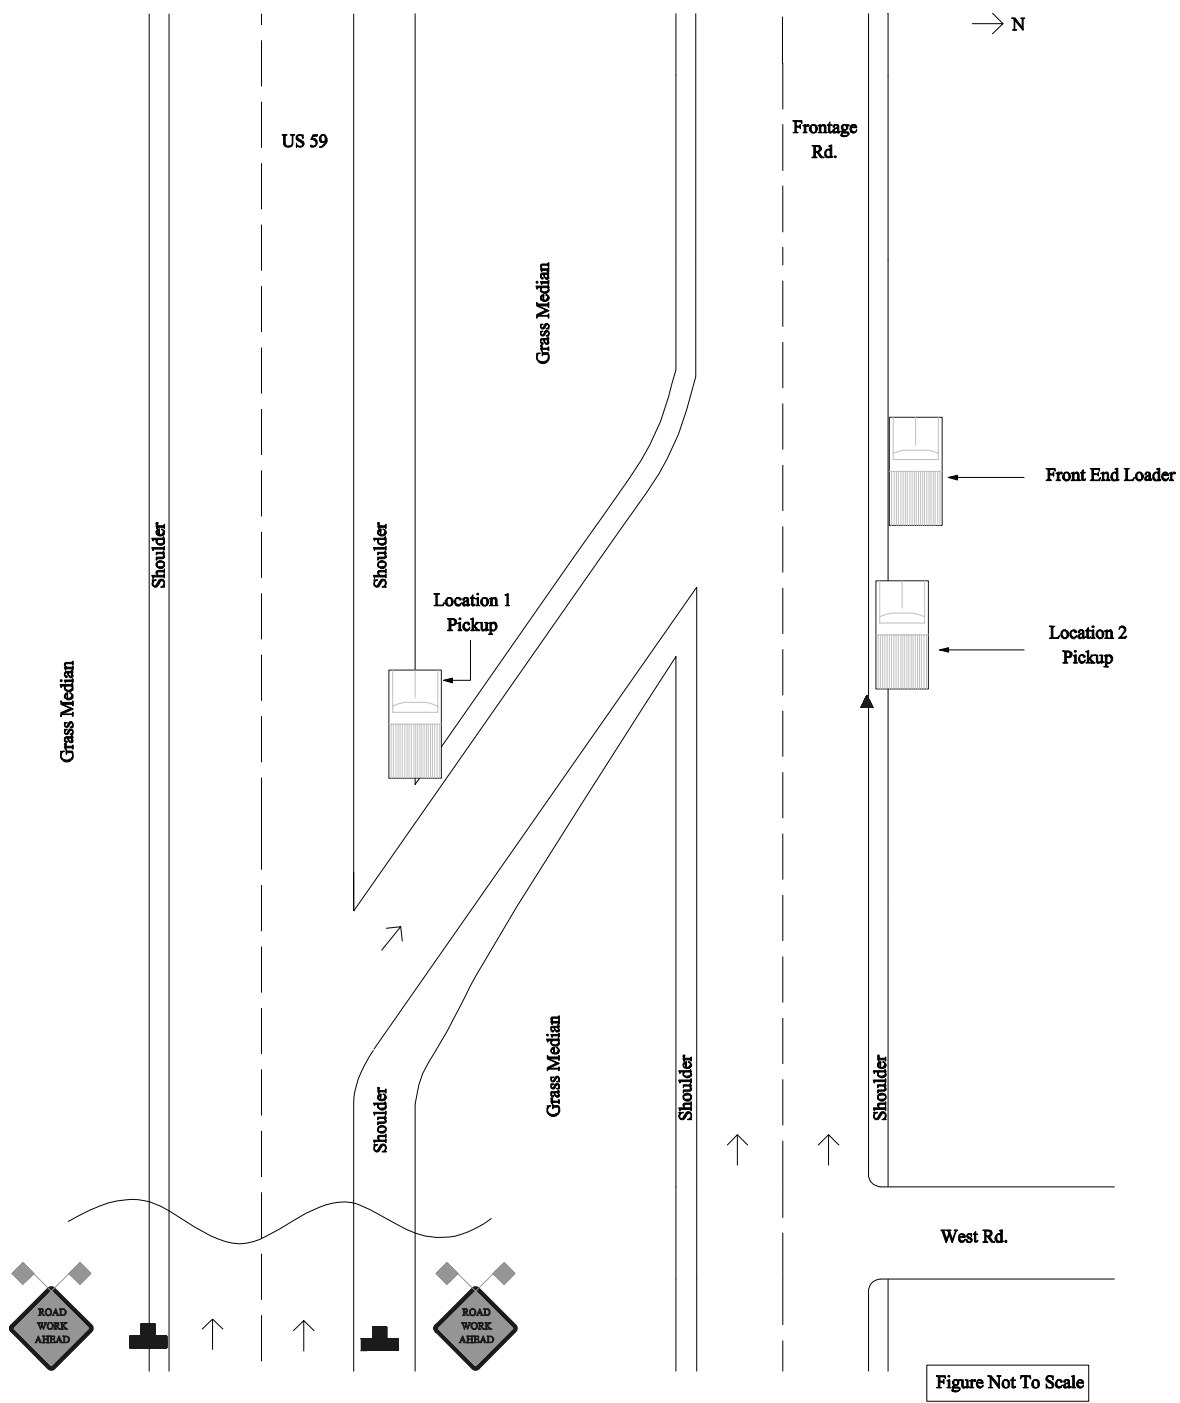 N
US 59
Frontage
Rd.
Grass Median
Front End Loader
Shoulder
Shoulder
Location 1
Pickup
Location 2
Pickup
Grass Median
Grass Median
Shoulder
Shoulder
Shoulder
West Rd.
ROAD
WORK
AHEAD
ROAD
WORK
AHEAD
Figure Not To Scale